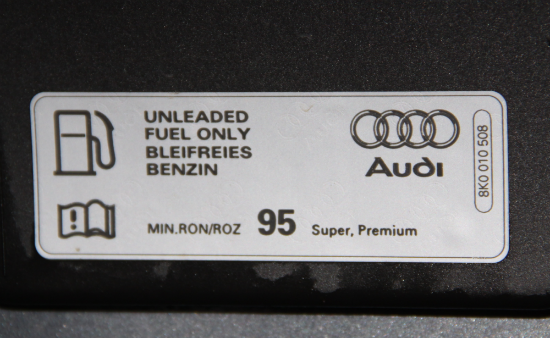 UNLEADED
FUEL ONLY
BLEIFREIES
BENZIN
Audi
8K0 010 508
MIN.RON/ROZ 95 Super, Premium